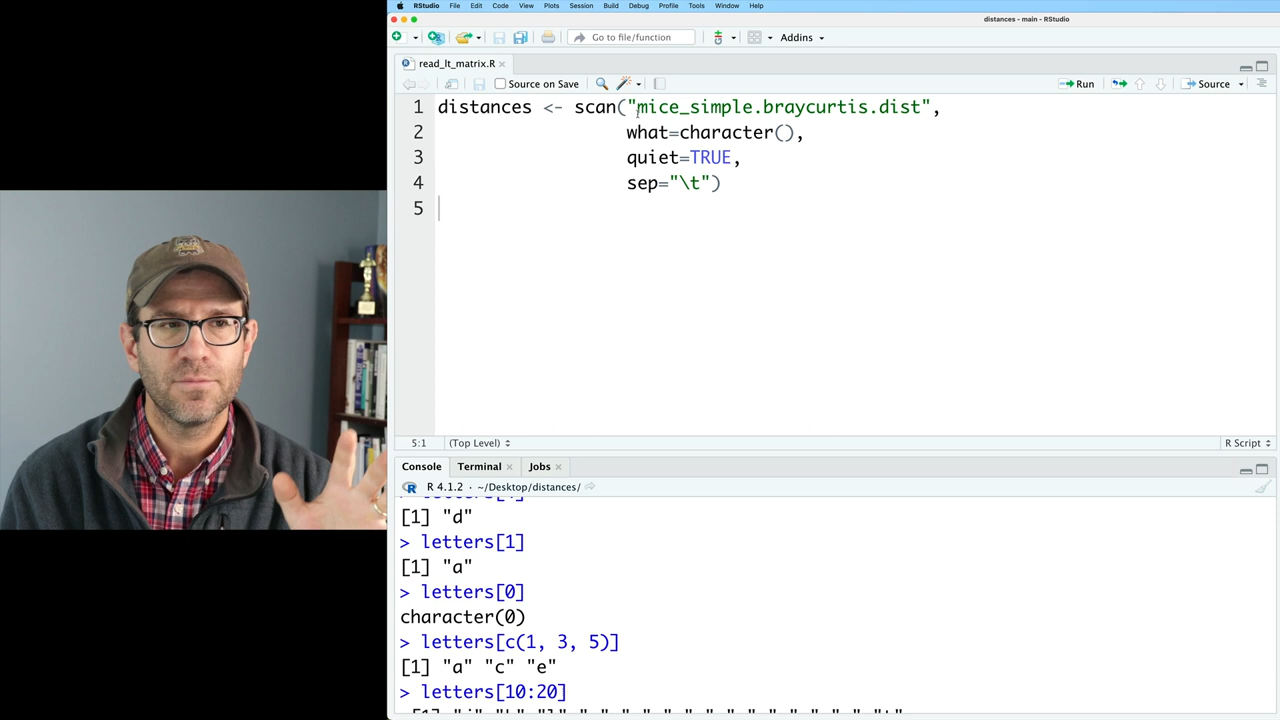 RStudio File Edit Code View Plots Session Build Debug Profile Tools Window Help
distances - main - RStudio
Go to file/function Addins
read_lt_matrix.R
Source on Save Run Source
1 distances <- scan("mice_simple.braycurtis.dist",
2 what=character(),
3 quiet=TRUE,
4 sep="\t")
5
5:1 (Top Level) R Script
Console Terminal Jobs
R 4.1.2 · ~/Desktop/distances/
[1] "d"
> letters[1]
[1] "a"
> letters[0]
character(0)
> letters[c(1, 3, 5)]
[1] "a" "c" "e"
> letters[10:20]